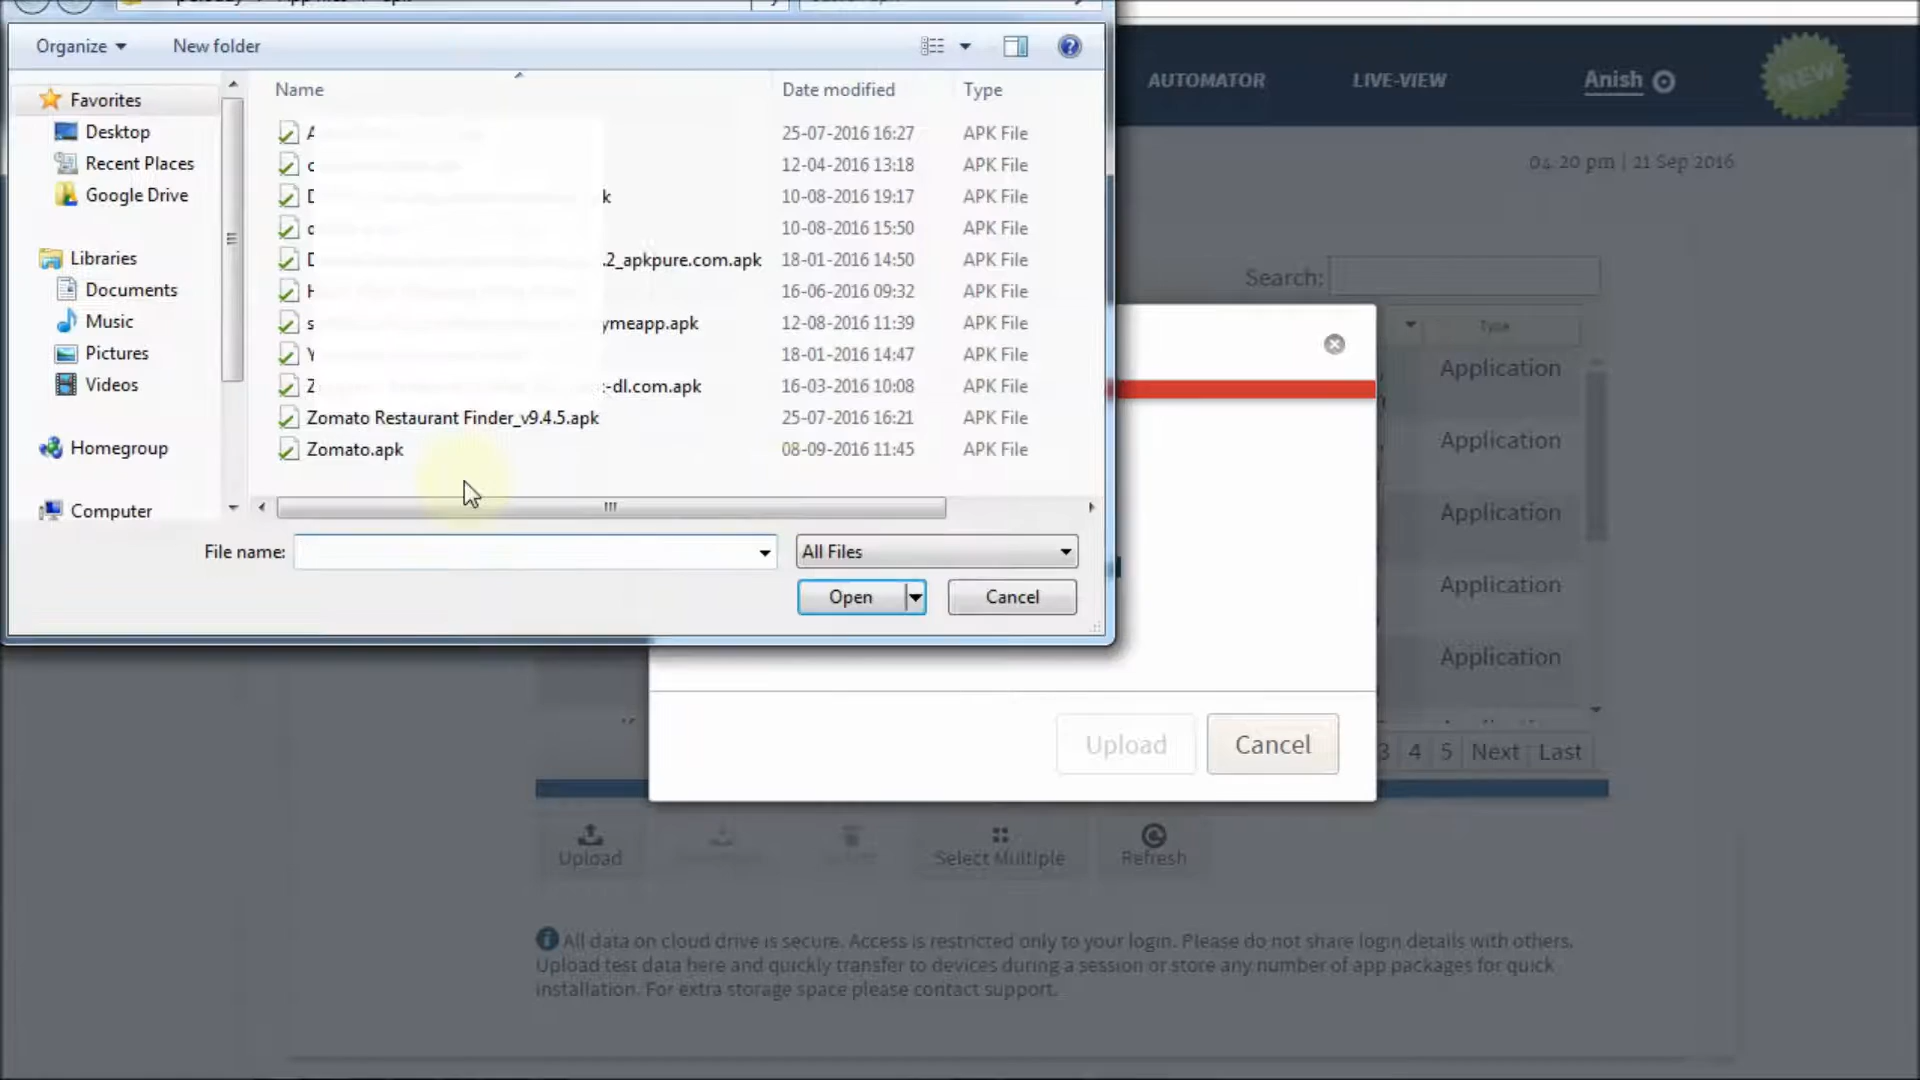 Organize
New folder
Name
Date modified
Type
AUTOMATOR
LIVE-VIEW
Anish
NEW
04:20 pm | 21 Sep 2016
Favorites
Desktop
Recent Places
Google Drive
Libraries
Documents
Music
Pictures
Videos
Homegroup
Computer
A 25-07-2016 16:27 APK File
c 12-04-2016 13:18 APK File
D k 10-08-2016 19:17 APK File
d 10-08-2016 15:50 APK File
D .2_apkpure.com.apk 18-01-2016 14:50 APK File
H 16-06-2016 09:32 APK File
s ymeapp.apk 12-08-2016 11:39 APK File
Y 18-01-2016 14:47 APK File
Z -dl.com.apk 16-03-2016 10:08 APK File
Zomato Restaurant Finder_v9.4.5.apk 25-07-2016 16:21 APK File
Zomato.apk 08-09-2016 11:45 APK File
File name:
All Files
Open
Cancel
Search:
Type
Application
Application
Application
Application
Application
Upload
Cancel
3 4 5 Next Last
Upload
Select Multiple
Refresh
All data on cloud drive is secure. Access is restricted only to your login. Please do not share login details with others.
Upload test data here and quickly transfer to devices during a session or store any number of app packages for quick
installation. For extra storage space please contact support.